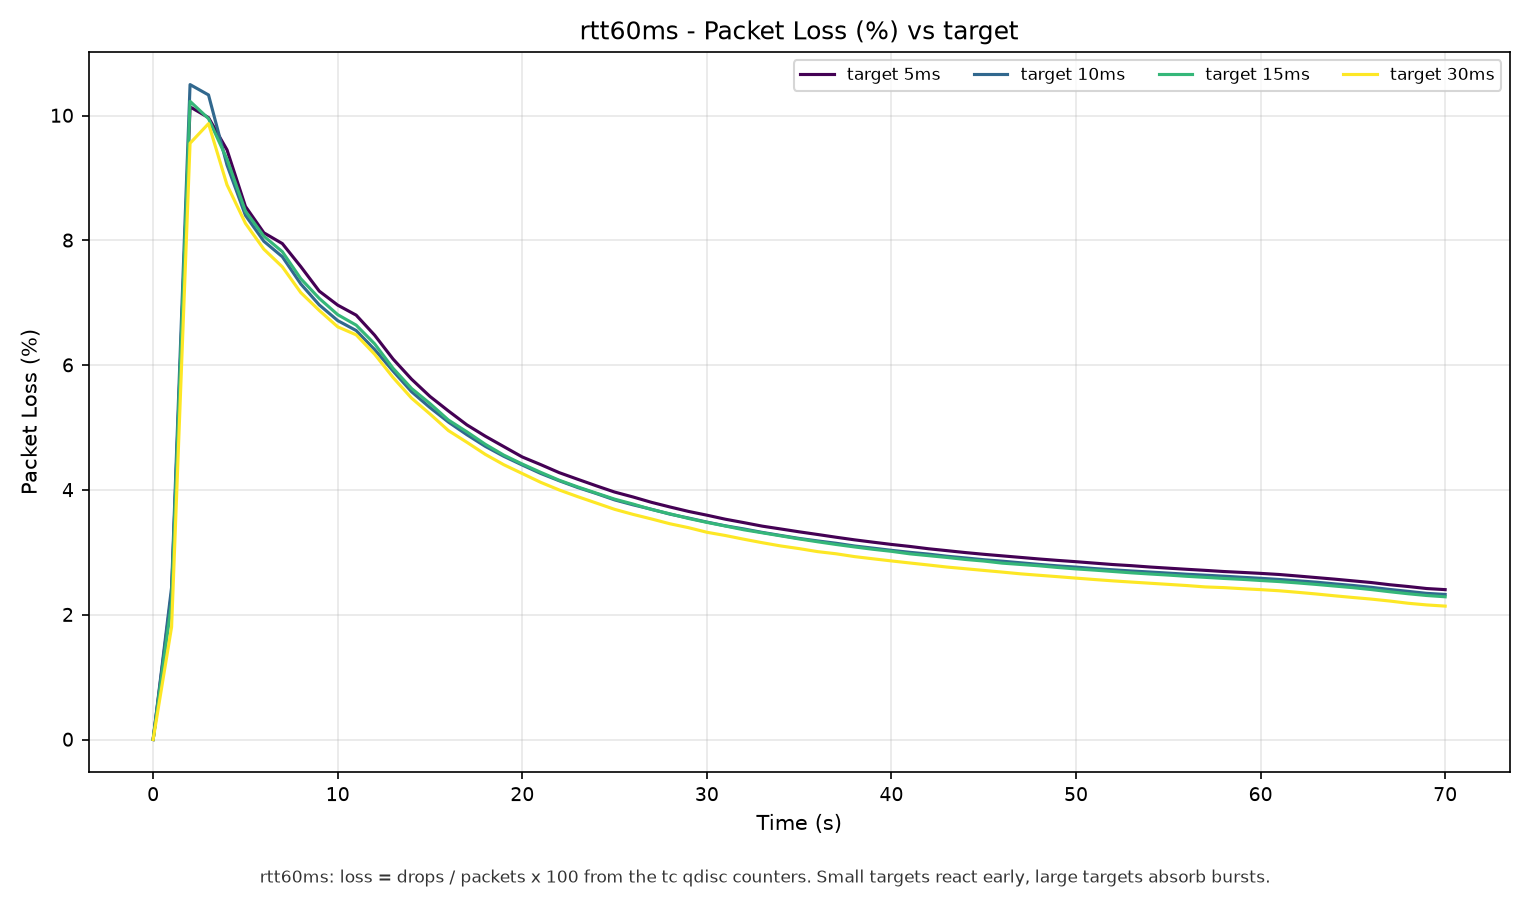 rtt60ms - Packet Loss (%) vs target
target 5ms
target 10ms
target 15ms
target 30ms
Packet Loss (%)
10
8
6
4
2
0
0
10
20
30
40
50
60
70
Time (s)
rtt60ms: loss = drops / packets x 100 from the tc qdisc counters. Small targets react early, large targets absorb bursts.